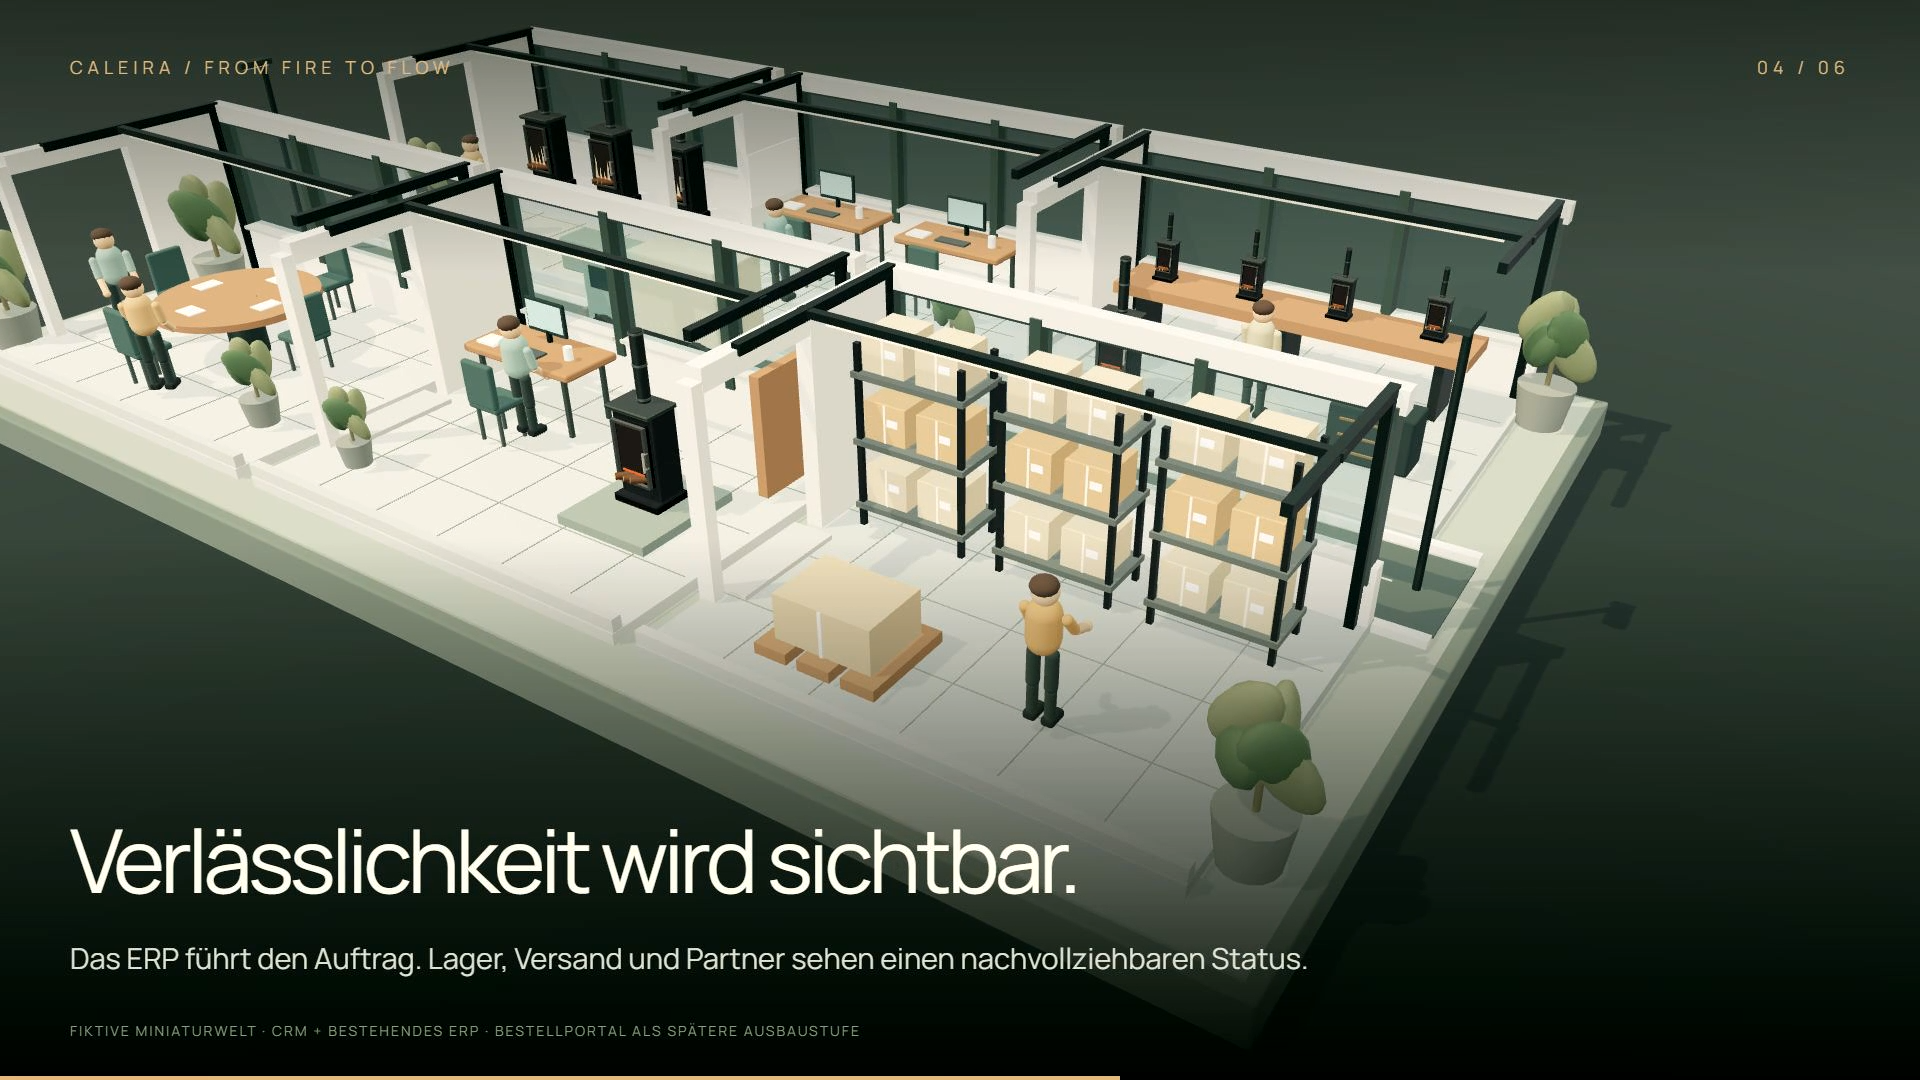 CALEIRA / FROM FIRE TO FLOW
04 / 06
Verlässlichkeit wird sichtbar.
Das ERP führt den Auftrag. Lager, Versand und Partner sehen einen nachvollziehbaren Status.
FIKTIVE MINIATURWELT · CRM + BESTEHENDES ERP · BESTELLPORTAL ALS SPÄTERE AUSBAUSTUFE